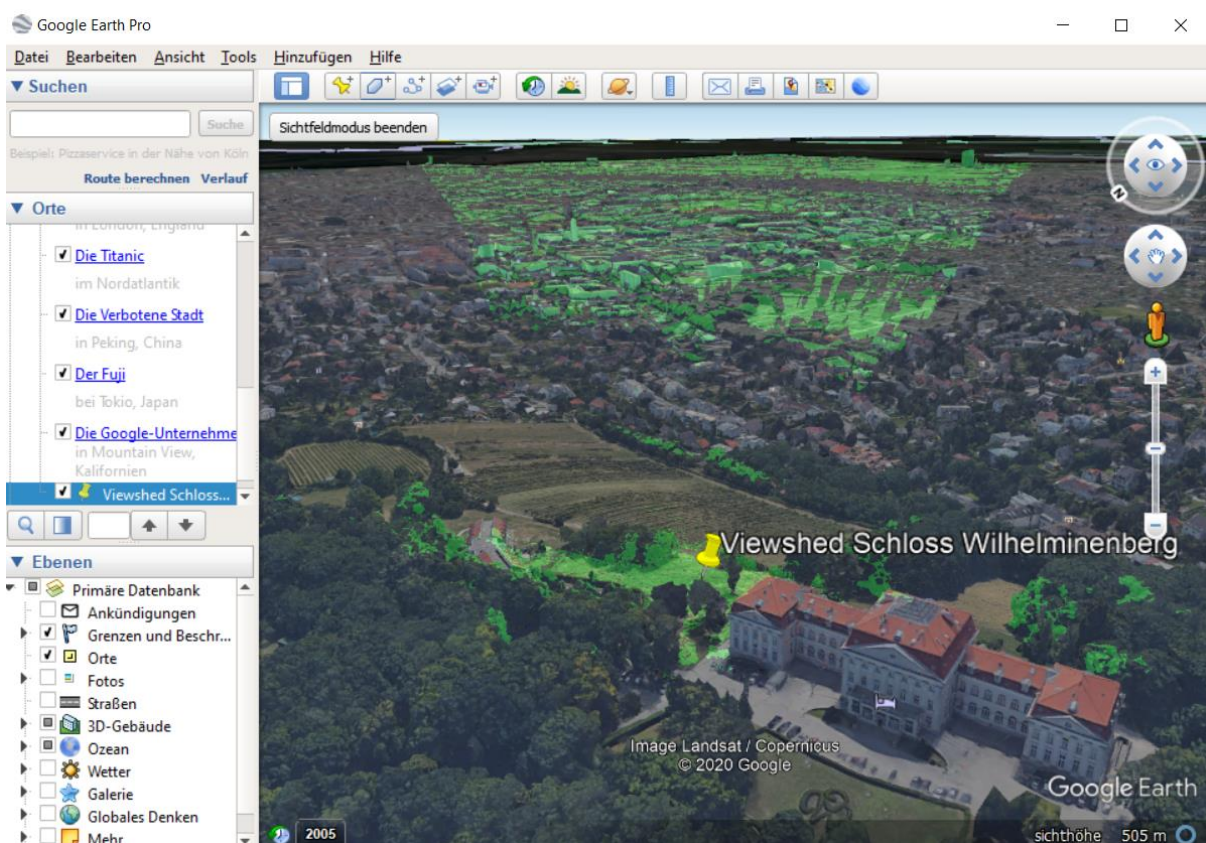 Google Earth Pro
Datei Bearbeiten Ansicht Tools Hinzufügen Hilfe
Suchen
Suche
Beispiel: Pizzaservice in der Nähe von Köln
Route berechnen Verlauf
Orte
in London, England
Die Titanic
im Nordatlantik
Die Verbotene Stadt
in Peking, China
Der Fuji
bei Tokio, Japan
Die Google-Unternehme
in Mountain View,
Kalifornien
Viewshed Schloss...
Ebenen
Primäre Datenbank
Ankündigungen
Grenzen und Beschr...
Orte
Fotos
Straßen
3D-Gebäude
Ozean
Wetter
Galerie
Globales Denken
Mehr
Sichtfeldmodus beenden
N
Viewshed Schloss Wilhelminenberg
Image Landsat / Copernicus
© 2020 Google
Google Earth
2005
sichthöhe 505 m